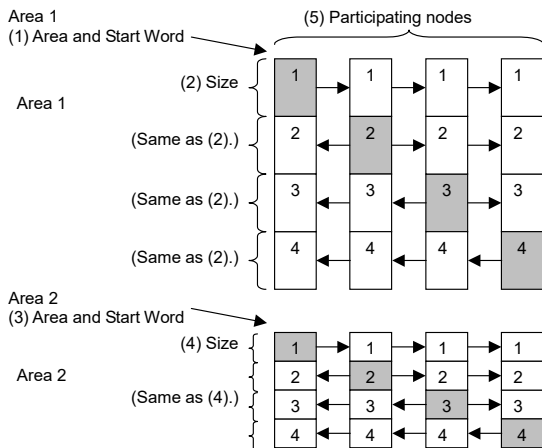 Area 1
(1) Area and Start Word
(5) Participating nodes
(2) Size
1 1 1 1
Area 1
(Same as (2).)
2 2 2 2
(Same as (2).)
3 3 3 3
(Same as (2).)
4 4 4 4
Area 2
(3) Area and Start Word
(4) Size
1 1 1 1
Area 2
2 2 2 2
(Same as (4).)
3 3 3 3
4 4 4 4